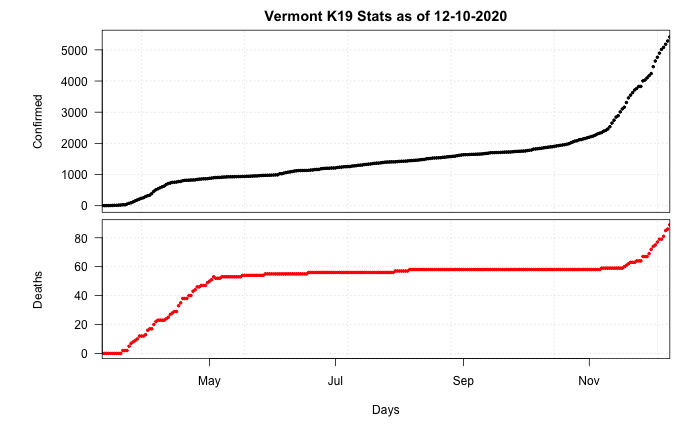 Vermont K19 Stats as of 12-10-2020
Confirmed
5000
4000
3000
2000
1000
0
Deaths
80
60
40
20
0
May Jul Sep Nov
Days